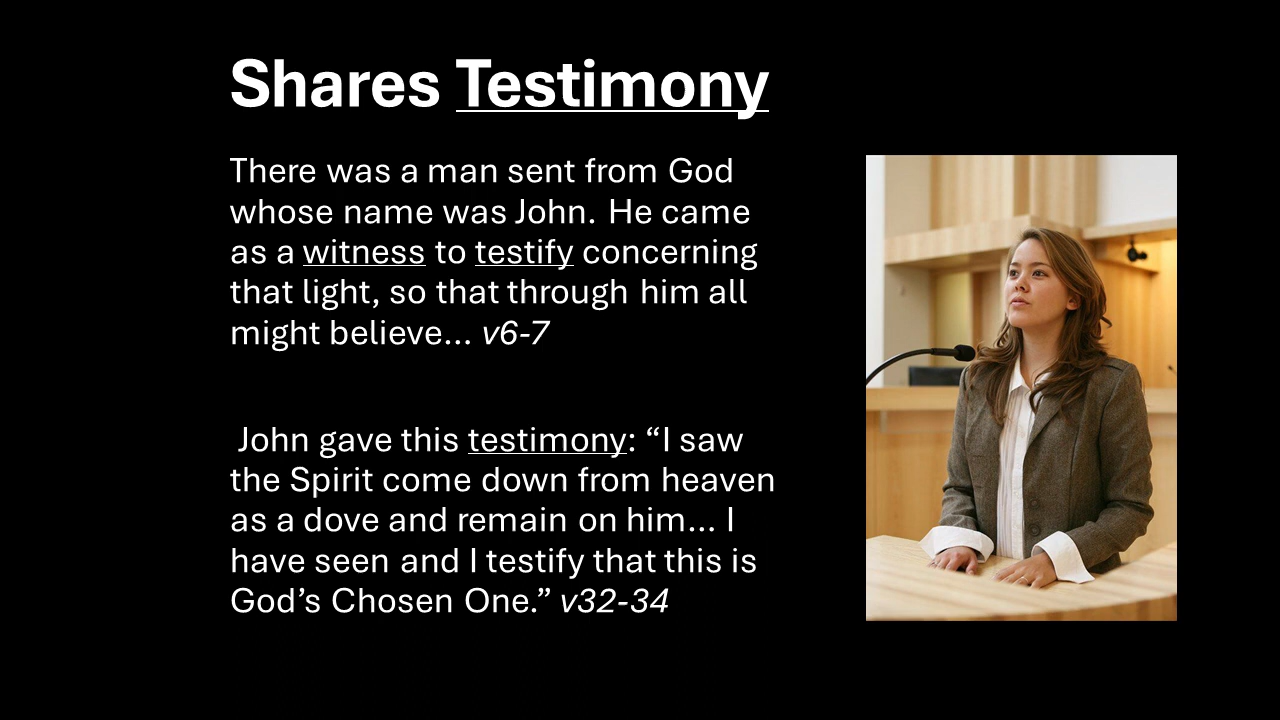 Shares Testimony
There was a man sent from God
whose name was John. He came
as a witness to testify concerning
that light, so that through him all
might believe... v6-7
John gave this testimony: “I saw
the Spirit come down from heaven
as a dove and remain on him... I
have seen and I testify that this is
God’s Chosen One.” v32-34